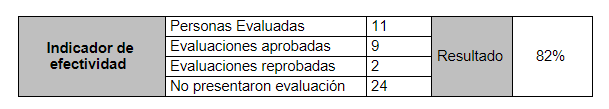 Indicador de
efectividad
Personas Evaluadas 11
Evaluaciones aprobadas 9
Evaluaciones reprobadas 2
No presentaron evaluación 24
Resultado 82%